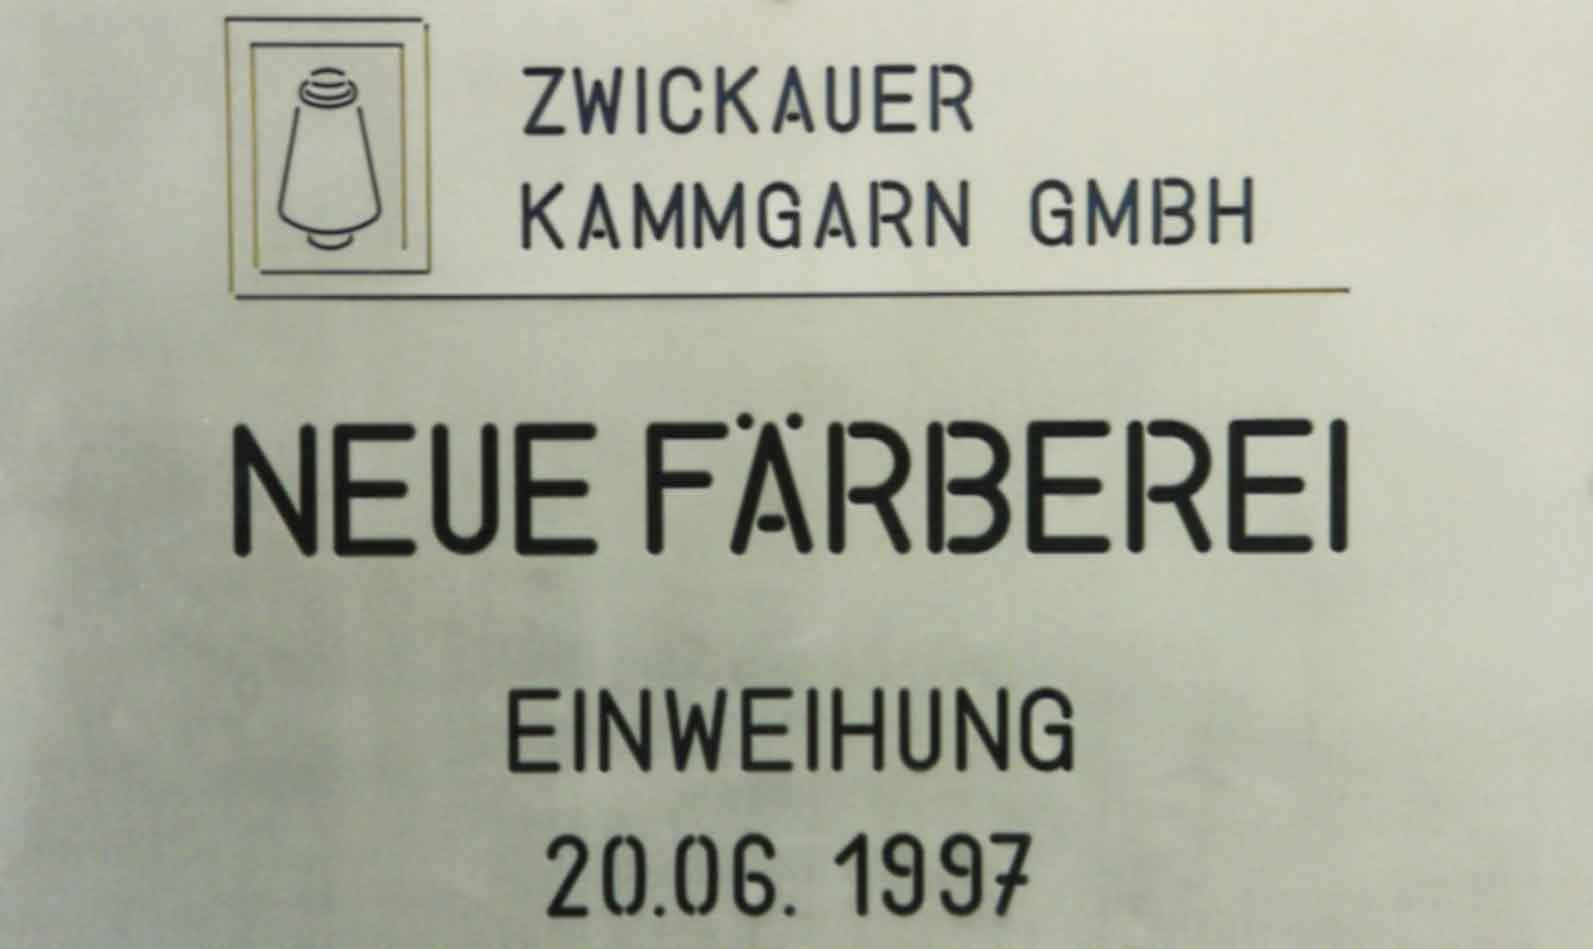 ZWICKAUER
KAMMGARN GMBH
NEUE FÄRBEREI
EINWEIHUNG
20.06. 1997